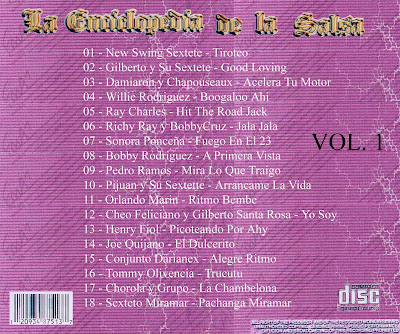 La Enciclopedia de la Salsa
01 - New Swing Sextete - Tiroteo
02 - Gilberto y Su Sextete - Good Loving
03 - Damiaron y Chapouseaux - Acelera Tu Motor
04 - Willie Rodriguez - Boogaloo Ahi
05 - Ray Charles - Hit The Road Jack
06 - Richy Ray y BobbyCruz - Jala Jala
07 - Sonora Ponceña - Fuego En El 23
VOL. 1
08 - Bobby Rodriguez - A Primera Vista
09 - Pedro Ramos - Mira Lo Que Traigo
10 - Pijuan y Su Sextette - Arrancame La Vida
11 - Orlando Marin - Ritmo Bembe
12 - Cheo Feliciano y Gilberto Santa Rosa - Yo Soy
13 - Henry Fiol - Picoteando Por Ahy
14 - Joe Quijano - El Dulcerito
15 - Conjunto Darianex - Alegre Ritmo
16 - Tommy Olivencia - Trucutu
17 - Chorola y Grupo - La Chambelona
18 - Sexteto Miramar - Pachanga Miramar
COMPACT
disc
DIGITAL AUDIO